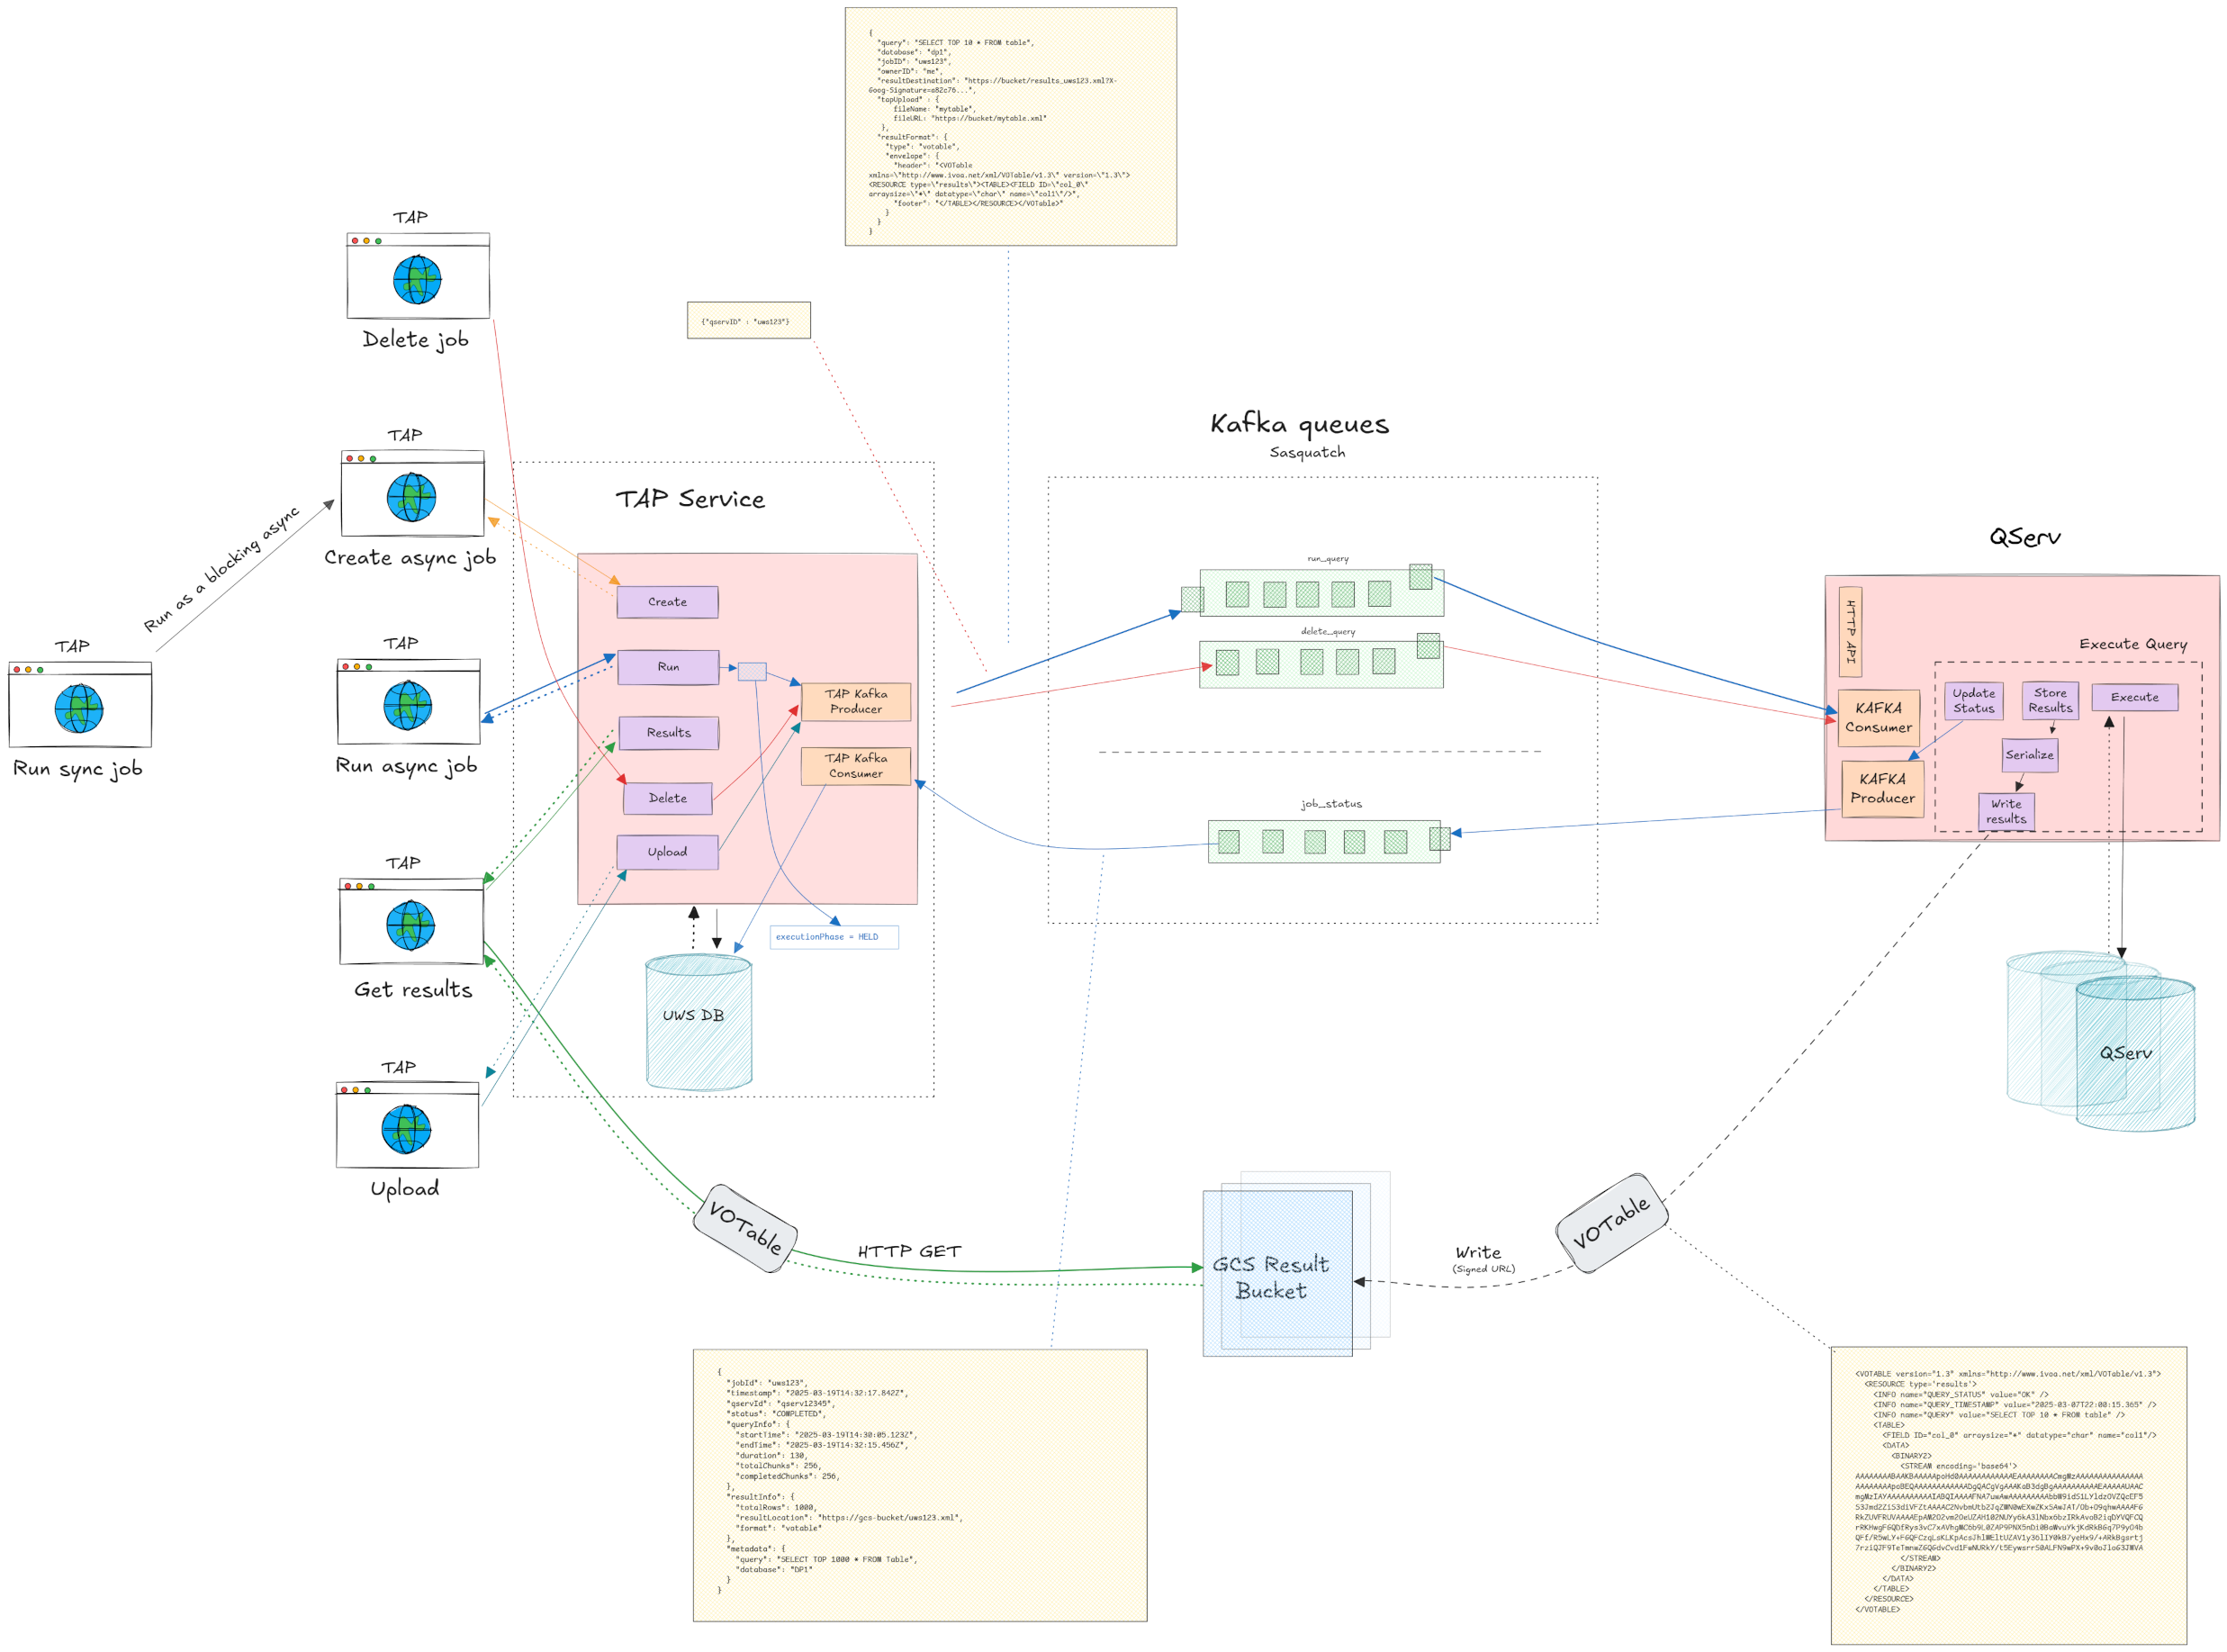 {
"query": "SELECT TOP 10 * FROM table",
"database": "dp1",
"jobID": "uws123",
"ownerID": "me",
"resultDestination": "https://bucket/results_uws123.xml?X-
Goog-Signature=a82c76...",
"tapUpload" : {
fileName: "mytable",
fileURL: "https://bucket/mytable.xml"
},
"resultFormat": {
"type": "votable",
"envelope": {
"header": "<VOTable
xmlns=\"http://www.ivoa.net/xml/VOTable/v1.3\" version=\"1.3\">
<RESOURCE type=\"results\"><TABLE><FIELD ID=\"col_0\"
arraysize=\"*\" datatype=\"char\" name=\"col1\"/>",
"footer": "</TABLE></RESOURCE></VOTable>"
}
}
}
TAP
Delete job
{"qservID" : "uws123"}
TAP
Create async job
Run as a blocking async
TAP
Run sync job
TAP
Run async job
TAP
Get results
TAP
Upload
TAP Service
Create
Run
Results
Delete
Upload
TAP Kafka
Producer
TAP Kafka
Consumer
executionPhase = HELD
UWS DB
Kafka queues
Sasquatch
run_query
delete_query
job_status
QServ
HTTP API
KAFKA
Consumer
KAFKA
Producer
Execute Query
Update
Status
Store
Results
Execute
Serialize
Write
results
QServ
VOTable
HTTP GET
GCS Result
Bucket
Write
(Signed URL)
VOTable
{
"jobId": "uws123",
"timestamp": "2025-03-19T14:32:17.842Z",
"qservId": "qserv12345",
"status": "COMPLETED",
"queryInfo": {
"startTime": "2025-03-19T14:30:05.123Z",
"endTime": "2025-03-19T14:32:15.456Z",
"duration": 130,
"totalChunks": 256,
"completedChunks": 256,
},
"resultInfo": {
"totalRows": 1000,
"resultLocation": "https://gcs-bucket/uws123.xml",
"format": "votable"
},
"metadata": {
"query": "SELECT TOP 1000 * FROM Table",
"database": "DP1"
}
}
<VOTABLE version="1.3" xmlns="http://www.ivoa.net/xml/VOTable/v1.3">
<RESOURCE type='results'>
<INFO name="QUERY_STATUS" value="OK" />
<INFO name="QUERY_TIMESTAMP" value="2025-03-07T22:00:15.365" />
<INFO name="QUERY" value="SELECT TOP 10 * FROM table" />
<TABLE>
<FIELD ID="col_0" arraysize="*" datatype="char" name="col1"/>
<DATA>
<BINARY2>
<STREAM encoding='base64'>
</STREAM>
</BINARY2>
</DATA>
</TABLE>
</RESOURCE>
</VOTABLE>